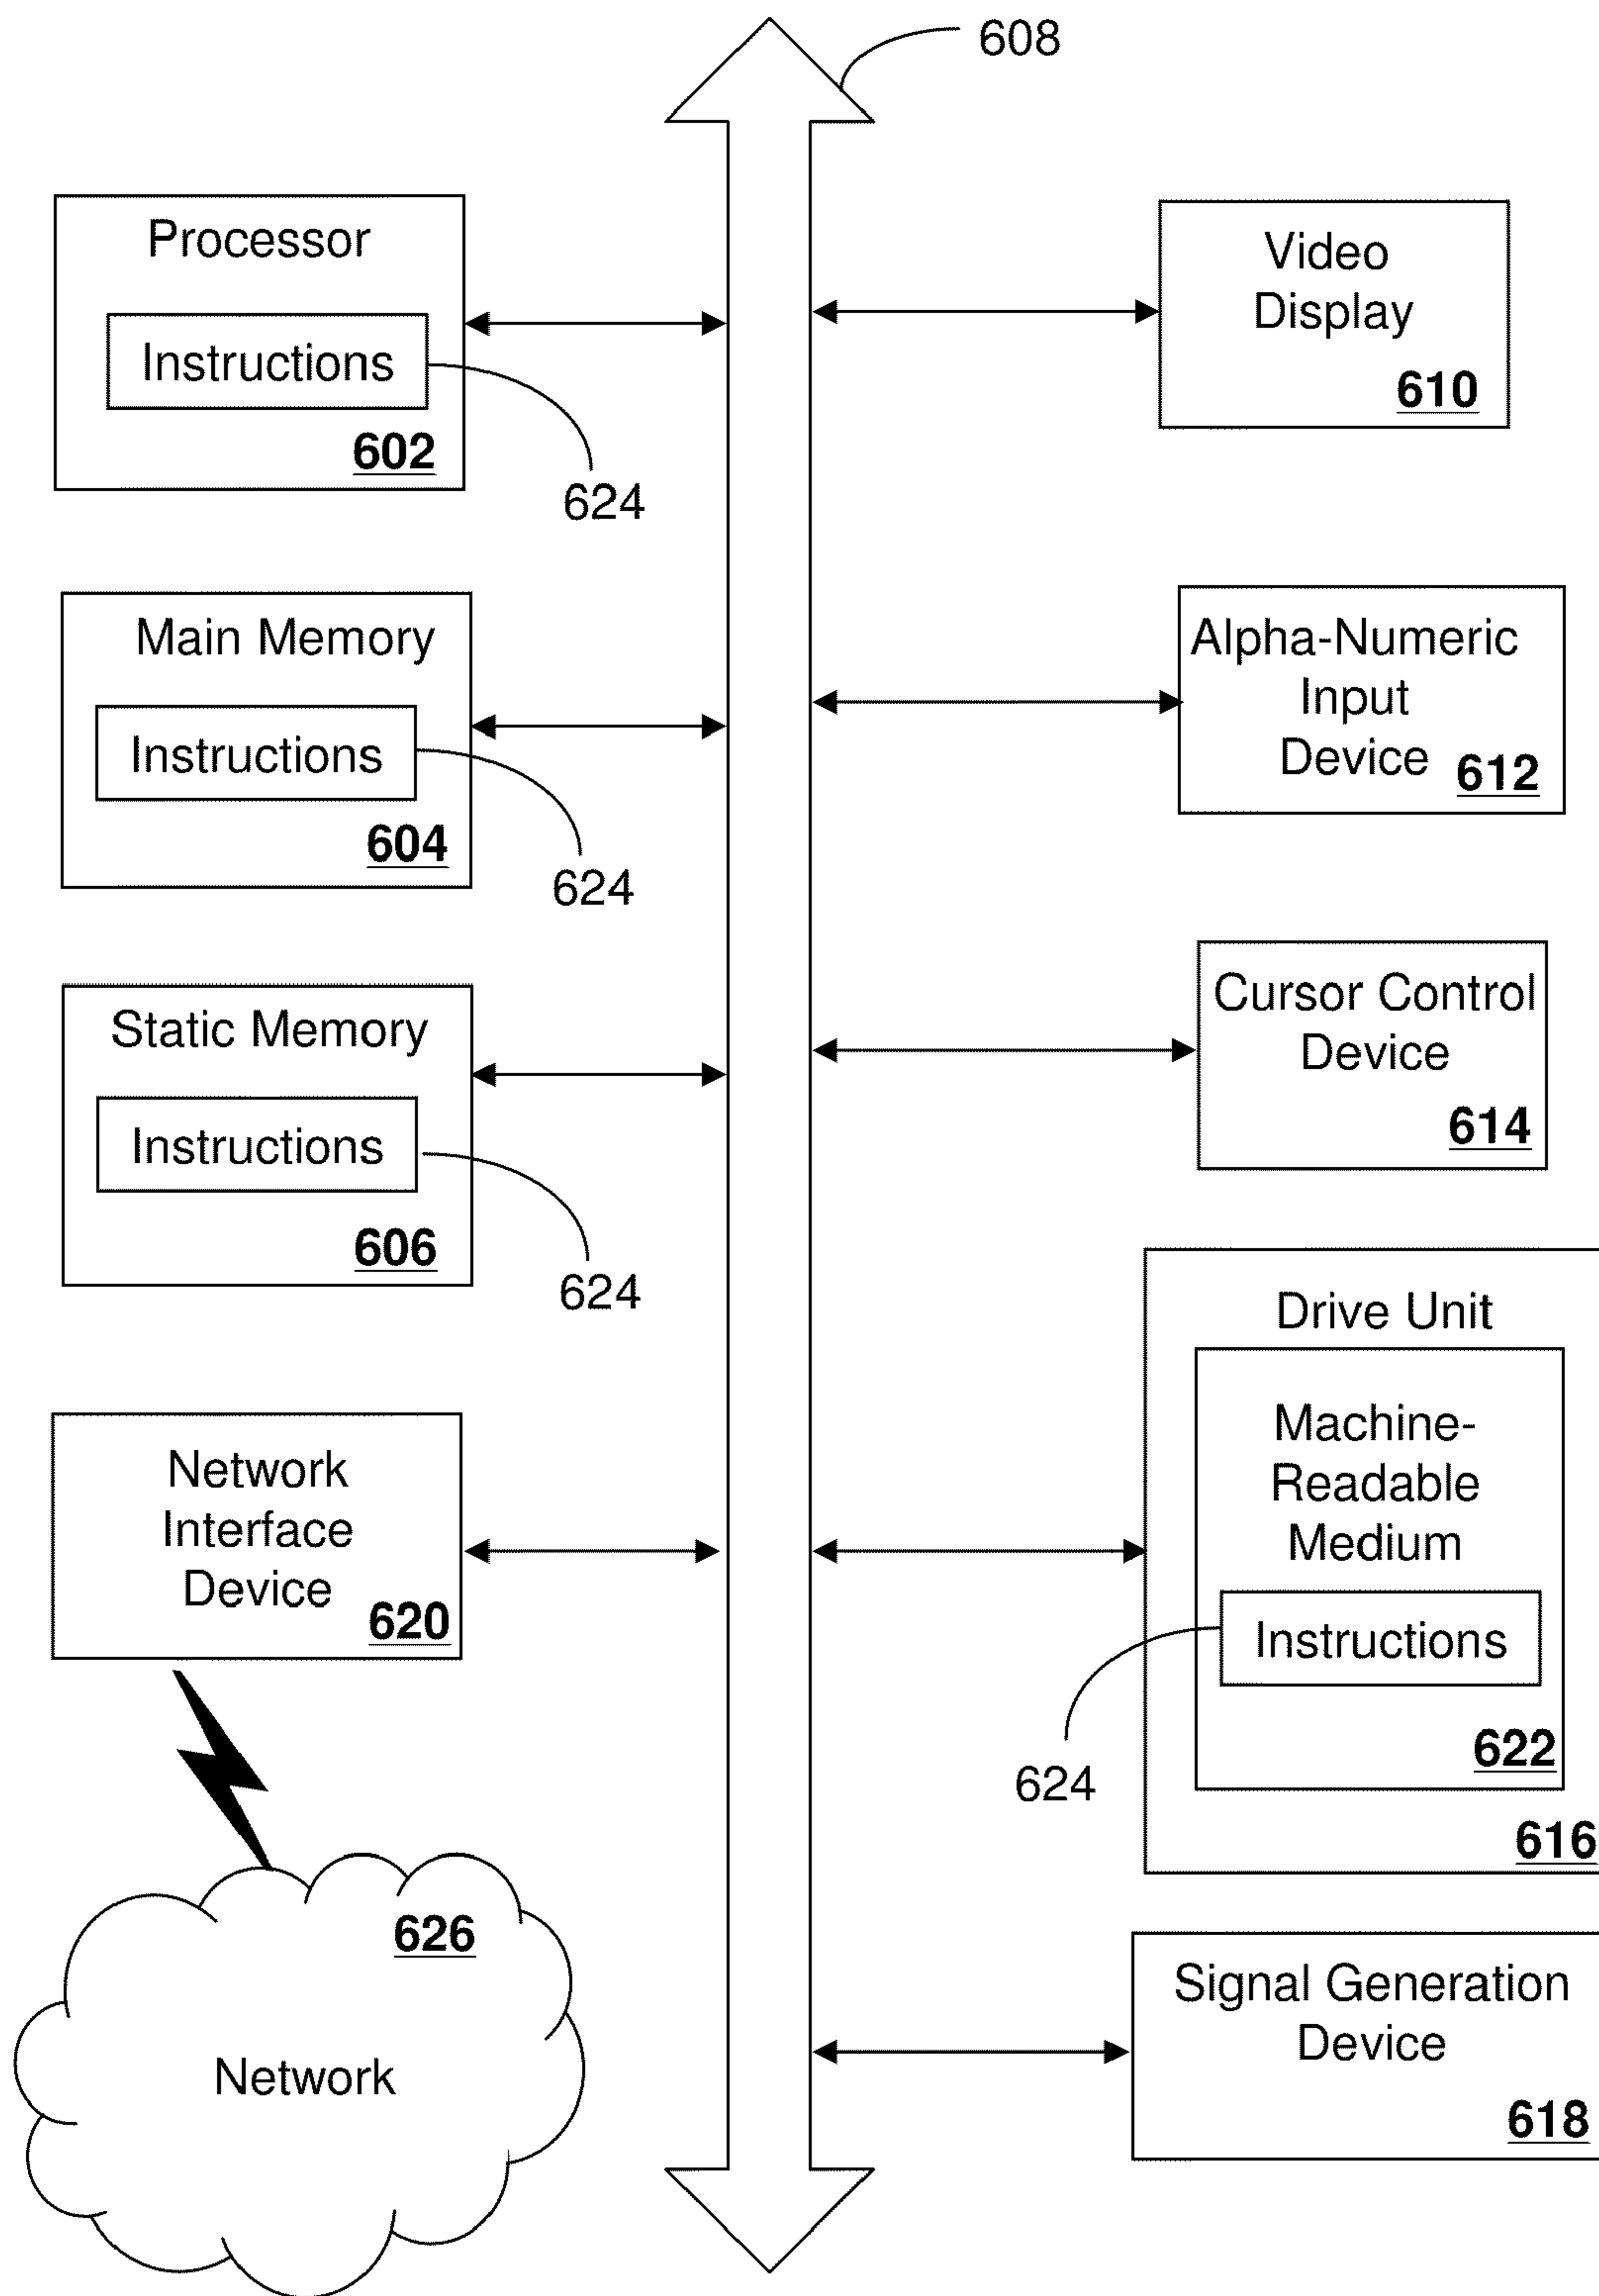 608
Processor
Instructions
602
624
Main Memory
Instructions
604
624
Static Memory
Instructions
606
624
Network
Interface
Device
620
626
Network
Video
Display
610
Alpha-Numeric
Input
Device
612
Cursor Control
Device
614
Drive Unit
Machine-
Readable
Medium
Instructions
622
624
616
Signal Generation
Device
618